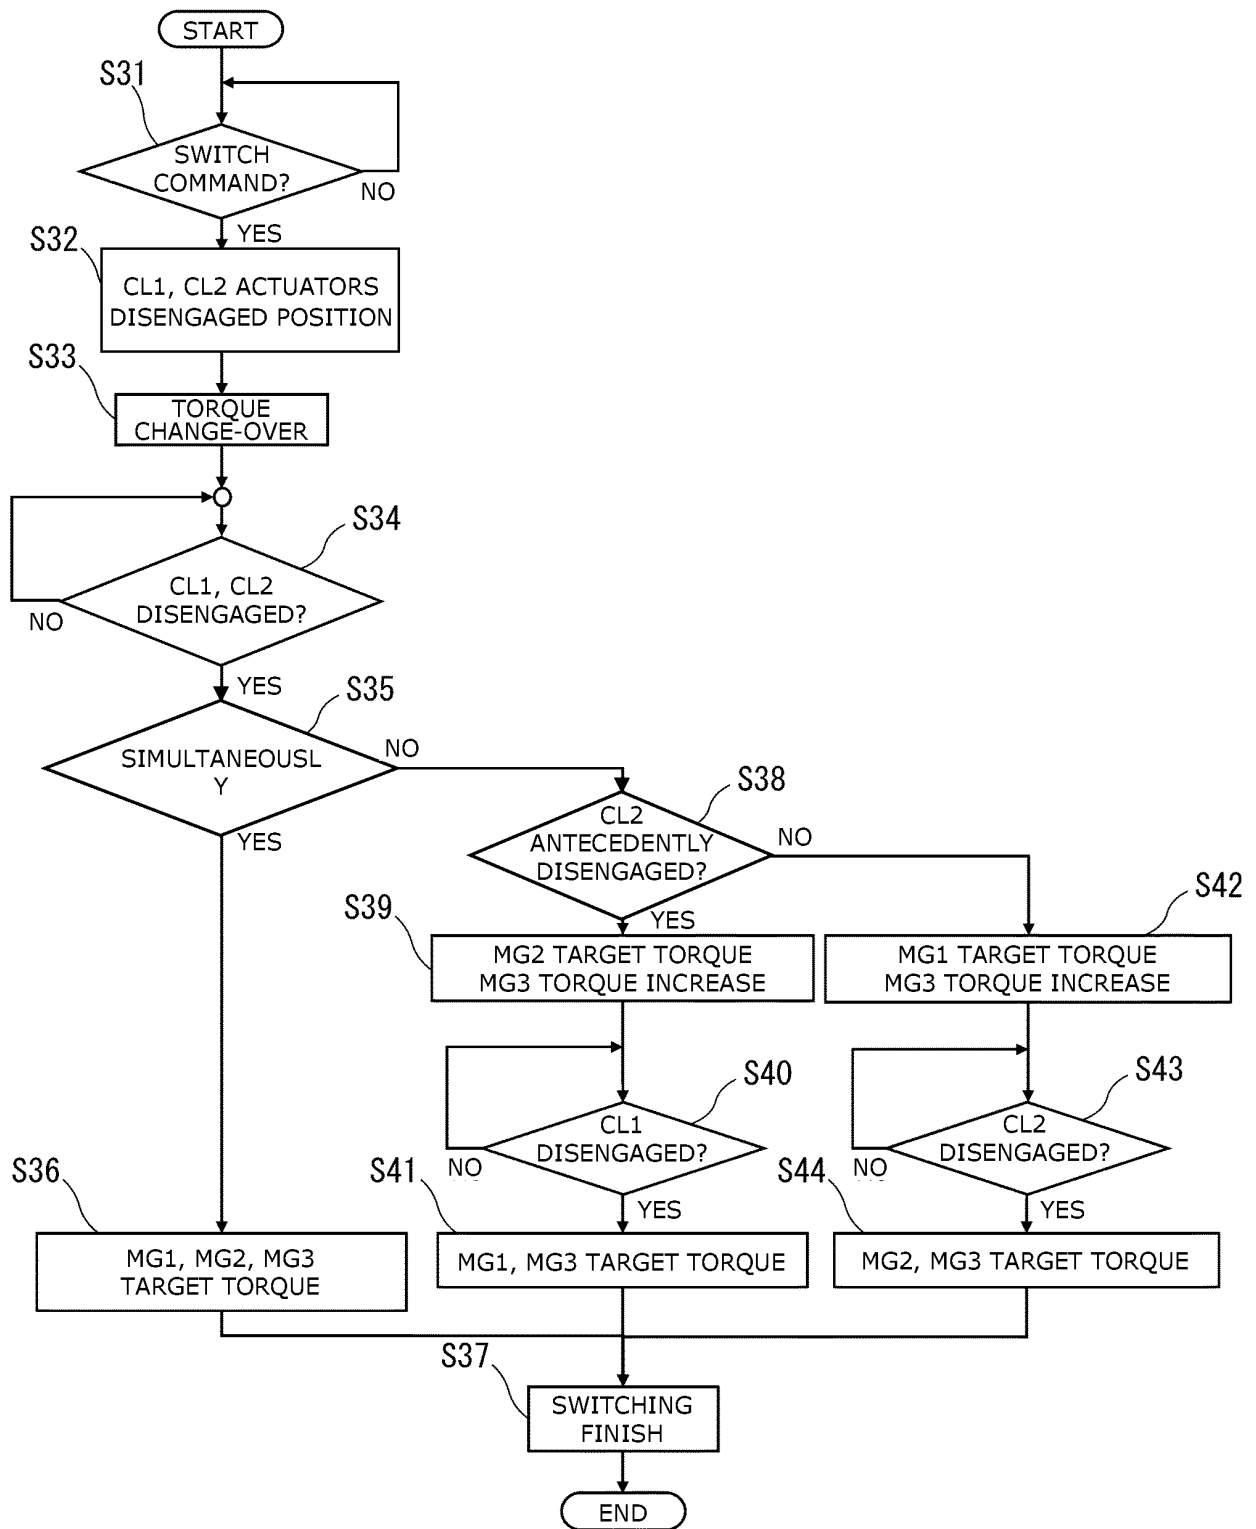 START
S31
SWITCH
COMMAND?
NO
YES
S32
CL1, CL2 ACTUATORS
DISENGAGED POSITION
S33
TORQUE
CHANGE-OVER
S34
CL1, CL2
DISENGAGED?
NO
YES
S35
SIMULTANEOUSL
Y
NO
YES
S38
CL2
ANTECEDENTLY
DISENGAGED?
NO
YES
S39
MG2 TARGET TORQUE
MG3 TORQUE INCREASE
S42
MG1 TARGET TORQUE
MG3 TORQUE INCREASE
S40
CL1
DISENGAGED?
NO
YES
S43
CL2
DISENGAGED?
NO
YES
S36
MG1, MG2, MG3
TARGET TORQUE
S41
MG1, MG3 TARGET TORQUE
S44
MG2, MG3 TARGET TORQUE
S37
SWITCHING
FINISH
END